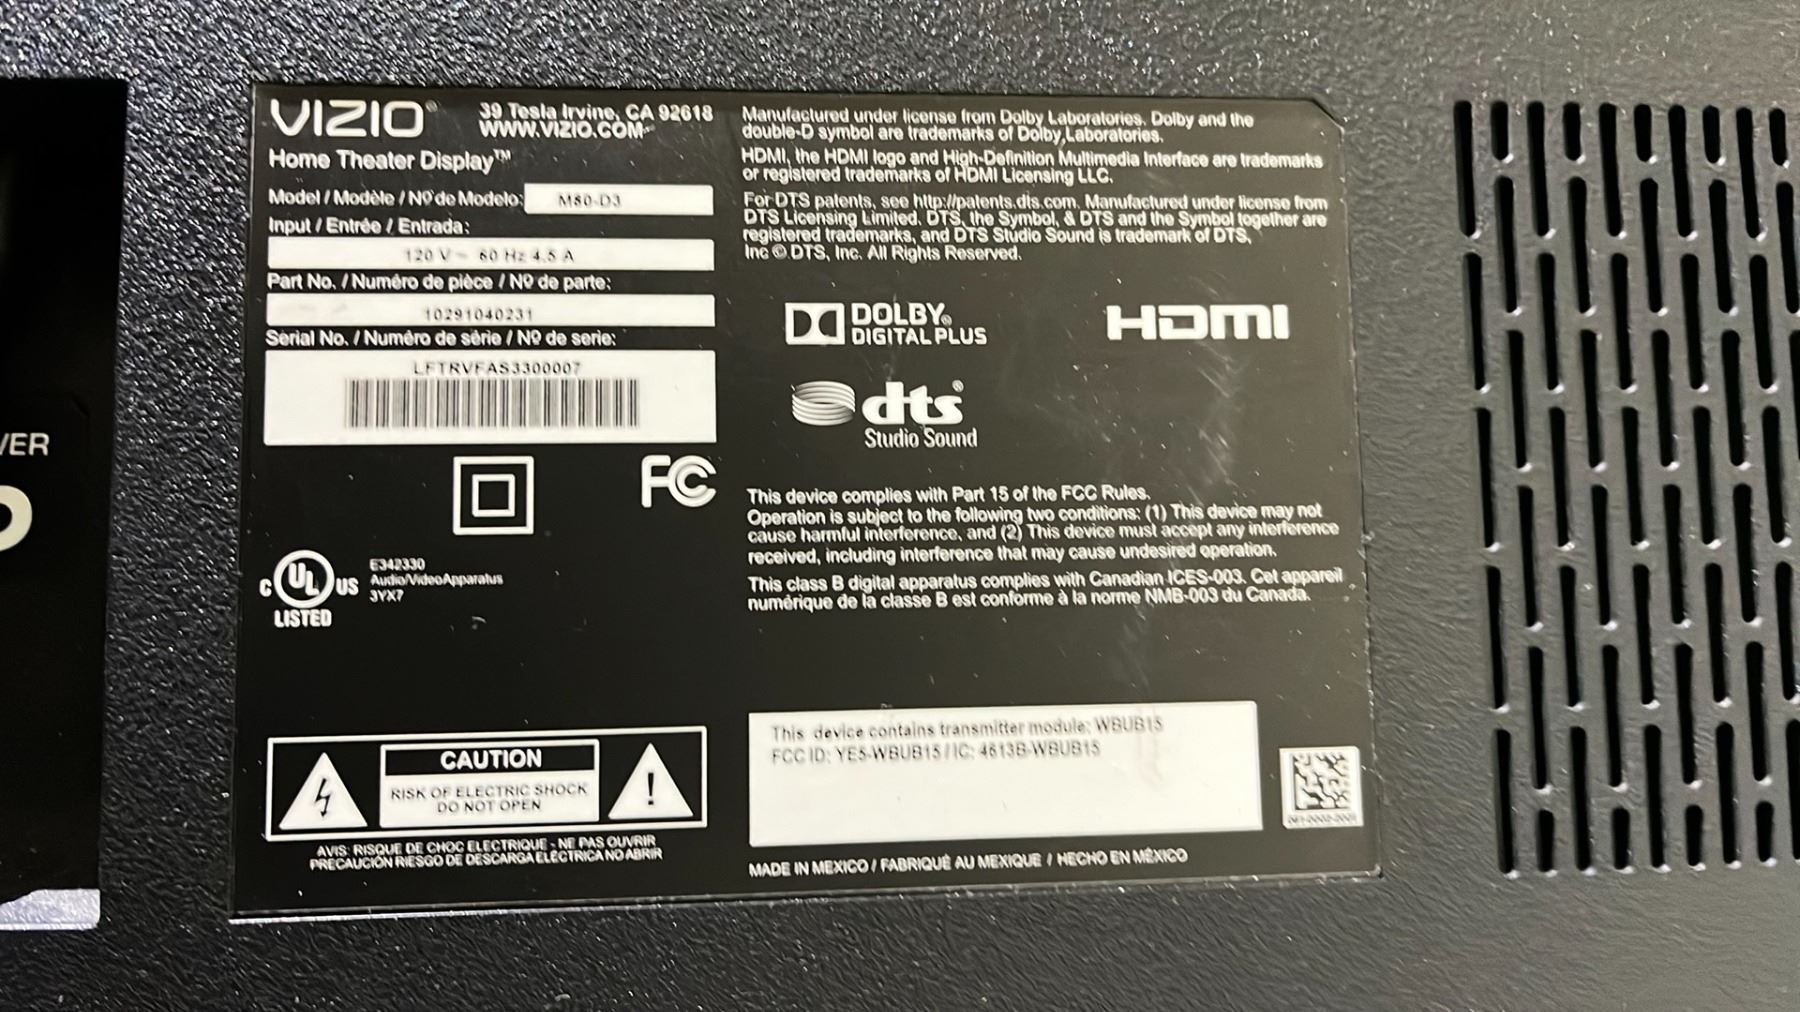 VIZIO®
39 Tesla Irvine, CA 92618
WWW.VIZIO.COM
Home Theater Display™
Model / Modèle / Nº de Modelo:
M80-D3
Input / Entrée / Entrada:
120 V ~ 60 Hz 4.5 A
Part No. / Numéro de pièce / Nº de parte:
10291040231
Serial No. / Numéro de série / Nº de serie:
LFTRVFAS3300007
FC
E342330
Audio/VideoApparatus
3YX7
C UL US
LISTED
CAUTION
RISK OF ELECTRIC SHOCK
DO NOT OPEN
AVIS: RISQUE DE CHOC ELECTRIQUE - NE PAS OUVRIR
PRECAUCIÓN RIESGO DE DESCARGA ELÉCTRICA NO ABRIR
Manufactured under license from Dolby Laboratories. Dolby and the
double-D symbol are trademarks of Dolby Laboratories.
HDMI, the HDMI logo and High-Definition Multimedia Interface are trademarks
or registered trademarks of HDMI Licensing LLC.
For DTS patents, see http://patents.dts.com. Manufactured under license from
DTS Licensing Limited. DTS, the Symbol, & DTS and the Symbol together are
registered trademarks, and DTS Studio Sound is trademark of DTS,
Inc © DTS, Inc. All Rights Reserved.
DOLBY®
DIGITAL PLUS
HDMI
dts®
Studio Sound
This device complies with Part 15 of the FCC Rules.
Operation is subject to the following two conditions: (1) This device may not
cause harmful interference, and (2) This device must accept any interference
received, including interference that may cause undesired operation.
This class B digital apparatus complies with Canadian ICES-003. Cet appareil
numérique de la classe B est conforme à la norme NMB-003 du Canada.
This device contains transmitter module: WBUB15
FCC ID: YE5-WBUB15 / IC: 4613B-WBUB15
MADE IN MEXICO / FABRIQUÉ AU MEXIQUE / HECHO EN MÉXICO
VER